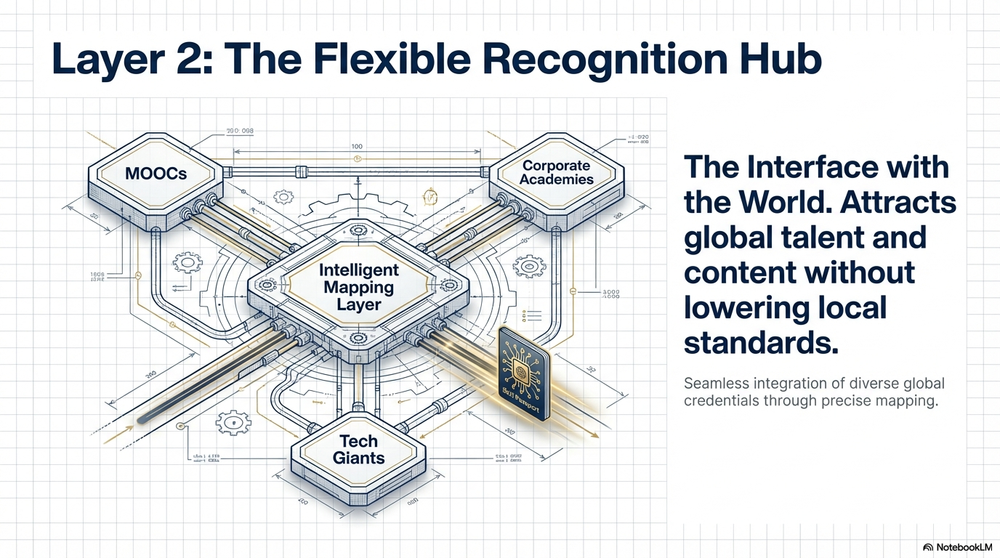 Layer 2: The Flexible Recognition Hub
MOOCs
100
Corporate
Academies
Intelligent
Mapping
Layer
Tech
Giants
The Interface with
the World. Attracts
global talent and
content without
lowering local
standards.
Seamless integration of diverse global
credentials through precise mapping.
NotebookLM